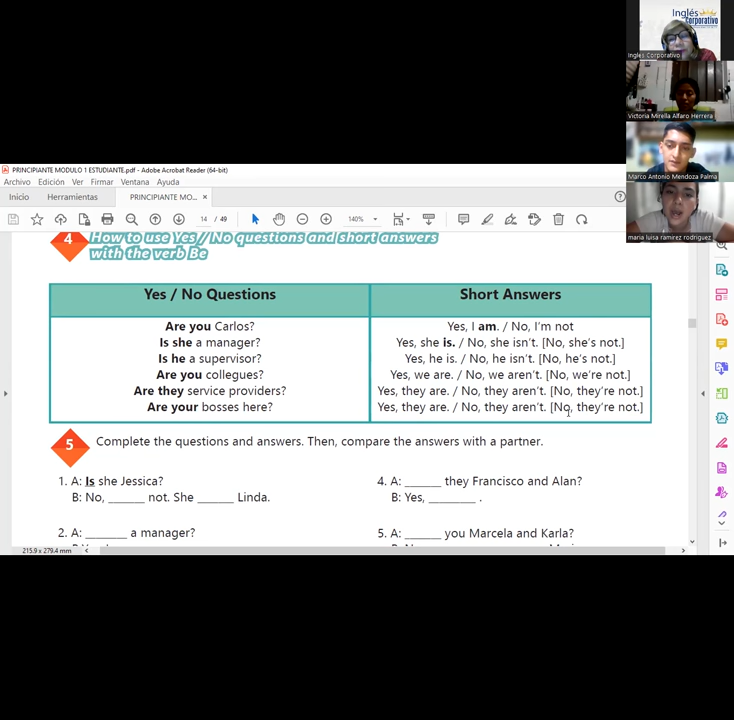 Inglés
Corporativo
Inglés Corporativo
Victoria Mirella Alfaro Herrera
Marco Antonio Mendoza Palma
maria luisa ramirez rodriguez
PRINCIPIANTE MODULO 1 ESTUDIANTE.pdf - Adobe Acrobat Reader (64-bit)
Archivo Edición Ver Firmar Ventana Ayuda
Inicio Herramientas PRINCIPIANTE MO... ×
14 / 49 140%
4 How to use Yes / No questions and short answers
with the verb Be
Yes / No Questions Short Answers
Are you Carlos? Yes, I am. / No, I'm not
Is she a manager? Yes, she is. / No, she isn't. [No, she's not.]
Is he a supervisor? Yes, he is. / No, he isn't. [No, he's not.]
Are you collegues? Yes, we are. / No, we aren't. [No, we're not.]
Are they service providers? Yes, they are. / No, they aren't. [No, they're not.]
Are your bosses here? Yes, they are. / No, they aren't. [No, they're not.]
5 Complete the questions and answers. Then, compare the answers with a partner.
1. A: Is she Jessica?
B: No, ______ not. She ______ Linda.
4. A: ______ they Francisco and Alan?
B: Yes, ________ .
2. A: _______ a manager?
5. A: ______ you Marcela and Karla?
215.9 x 279.4 mm